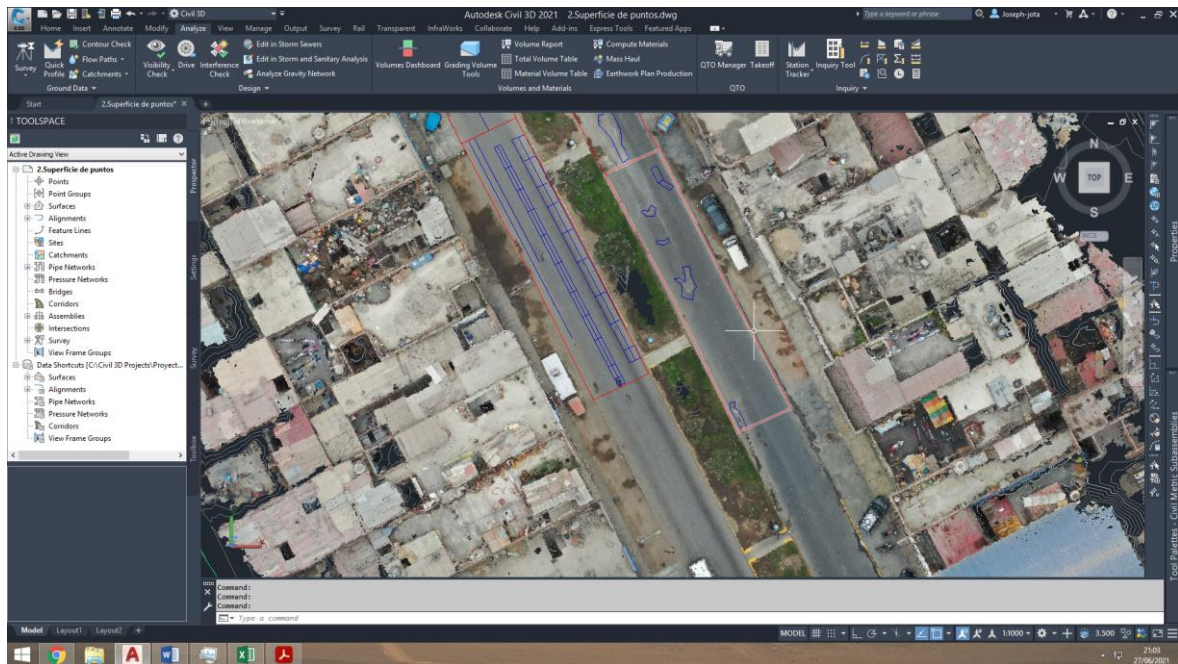 Civil 3D
Autodesk Civil 3D 2021 2.Superficie de puntos.dwg
Type a keyword or phrase
Joseph-jota
Home Insert Annotate Modify Analyze View Manage Output Survey Rail Transparent InfraWorks Collaborate Help Add-ins Express Tools Featured Apps
Survey
Quick Profile
Contour Check
Flow Paths
Catchments
Visibility Check
Drive
Interference Check
Edit in Storm Sewers
Edit in Storm and Sanitary Analysis
Analyze Gravity Network
Volumes Dashboard
Grading Volume Tools
Volume Report
Total Volume Table
Material Volume Table
Compute Materials
Mass Haul
Earthwork Plan Production
QTO Manager
Takeoff
Station Tracker
Inquiry Tool
Ground Data
Design
Volumes and Materials
QTO
Inquiry
Start
2.Superficie de puntos*
TOOLSPACE
Active Drawing View
2.Superficie de puntos
Points
Point Groups
Surfaces
Alignments
Feature Lines
Sites
Catchments
Pipe Networks
Pressure Networks
Bridges
Corridors
Assemblies
Intersections
Survey
View Frame Groups
Data Shortcuts [C:\Civil 3D Projects\Proyect...
Surfaces
Alignments
Pipe Networks
Pressure Networks
Corridors
View Frame Groups
Prospector
Settings
Survey
Toolbox
N
W
TOP
E
S
WCS
Properties
Tool Palettes - Civil Metric Subassemblies
Command:
Command:
Command:
Type a command
Model Layout1 Layout2 +
MODEL
1:1000
3.500
21:03
27/06/2021